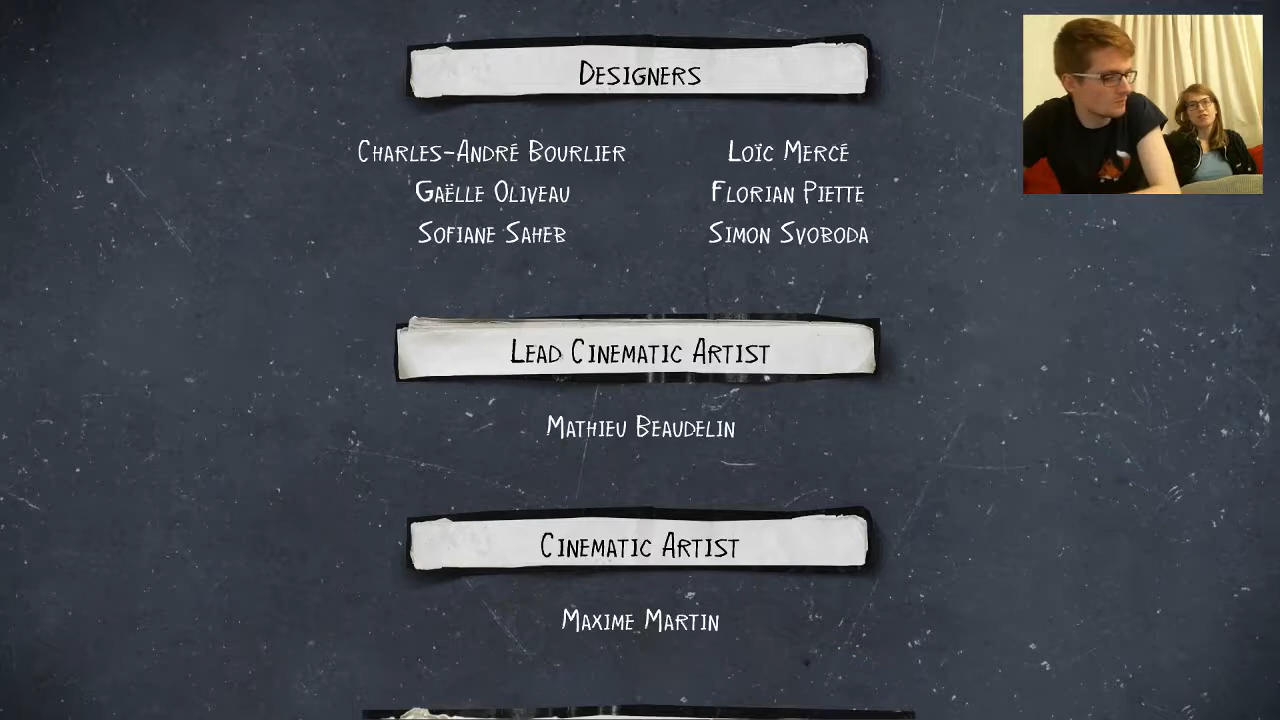 Designers
Charles-André Bourlier
Loïc Mercé
Gaëlle Oliveau
Florian Piette
Sofiane Saheb
Simon Svoboda
Lead Cinematic Artist
Mathieu Beaudelin
Cinematic Artist
Maxime Martin